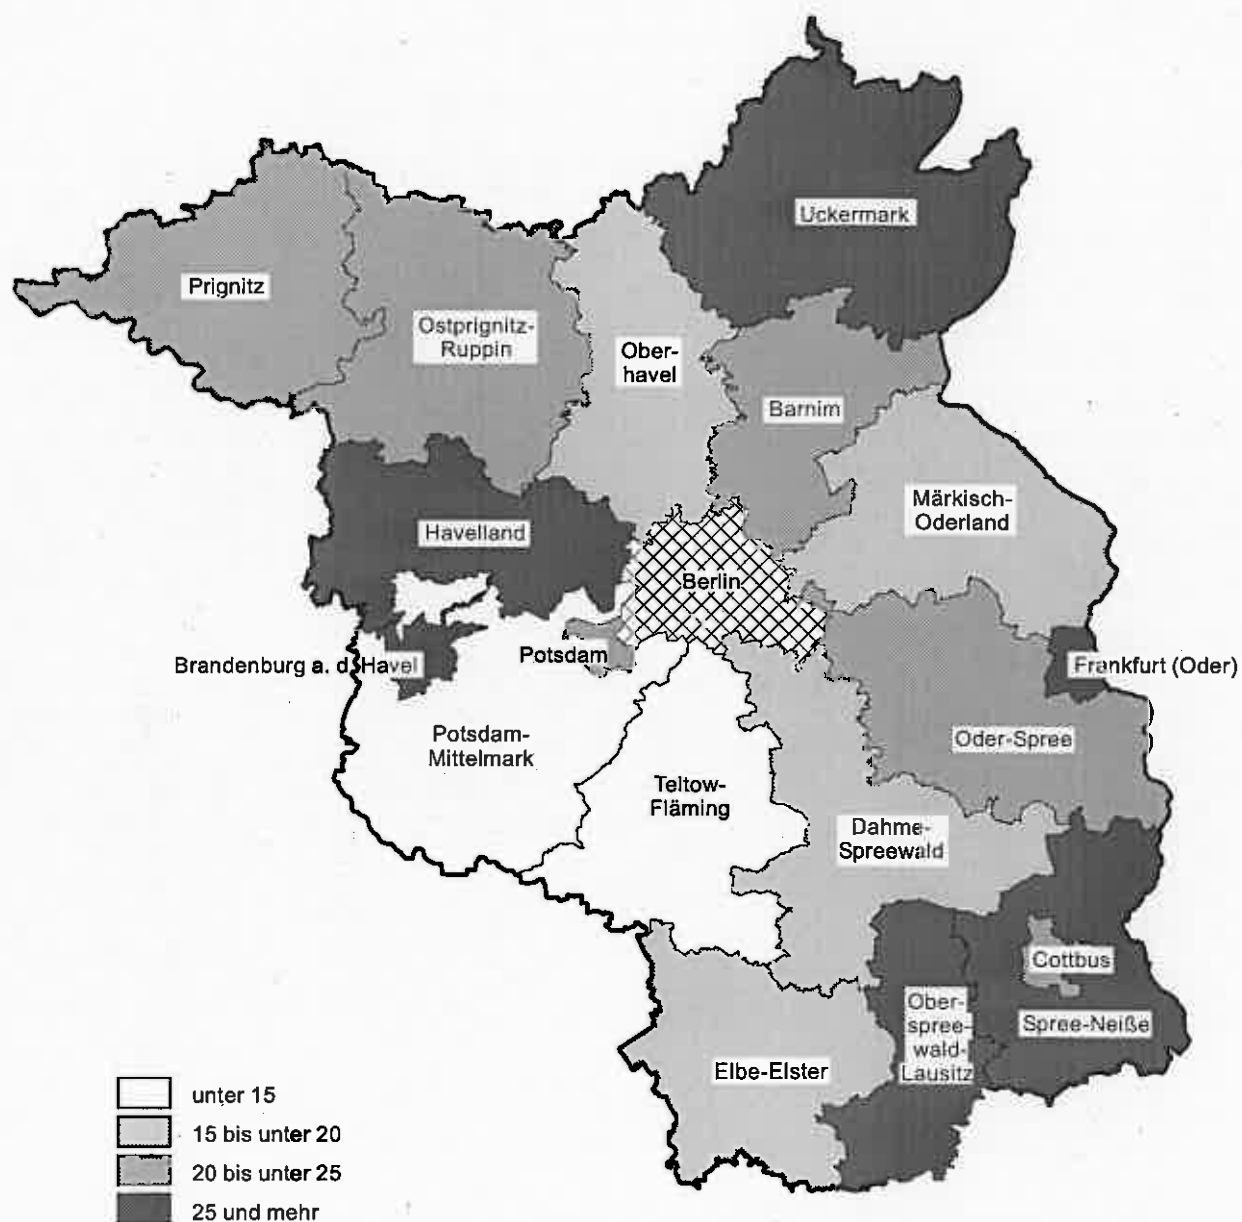 Uckermark
Prignitz
Ostprignitz-
Ruppin
Ober-
havel
Barnim
Märkisch-
Oderland
Havelland
Berlin
Brandenburg a. d. Havel
Potsdam
Frankfurt (Oder)
Potsdam-
Mittelmark
Oder-Spree
Teltow-
Fläming
Dahme-
Spreewald
Cottbus
Ober-
spree-
wald-
Lausitz
Spree-Neiße
Elbe-Elster
unter 15
15 bis unter 20
20 bis unter 25
25 und mehr